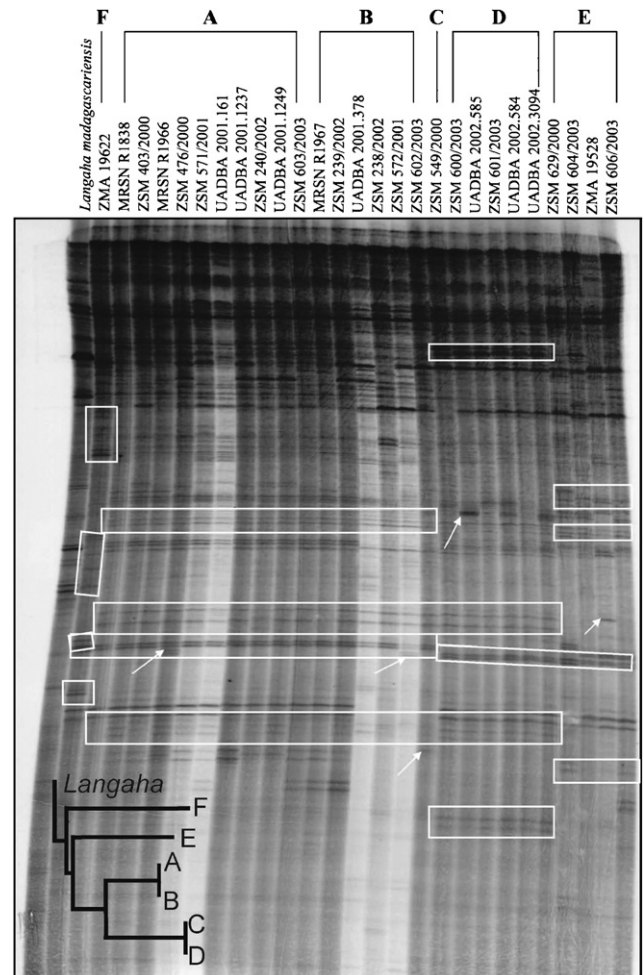 F A B C D E
Langaha madagascariensis
ZMA 19622
MRSN R1838
ZSM 403/2000
MRSN R1966
ZSM 476/2000
ZSM 571/2001
UADBA 2001.161
UADBA 2001.1237
ZSM 240/2002
UADBA 2001.1249
ZSM 603/2003
MRSN R1967
ZSM 239/2002
UADBA 2001.378
ZSM 238/2002
ZSM 572/2001
ZSM 602/2003
ZSM 549/2000
ZSM 600/2003
UADBA 2002.585
ZSM 601/2003
UADBA 2002.584
UADBA 2002.3094
ZSM 629/2000
ZSM 604/2003
ZMA 19528
ZSM 606/2003
Langaha
F
E
A
B
C
D